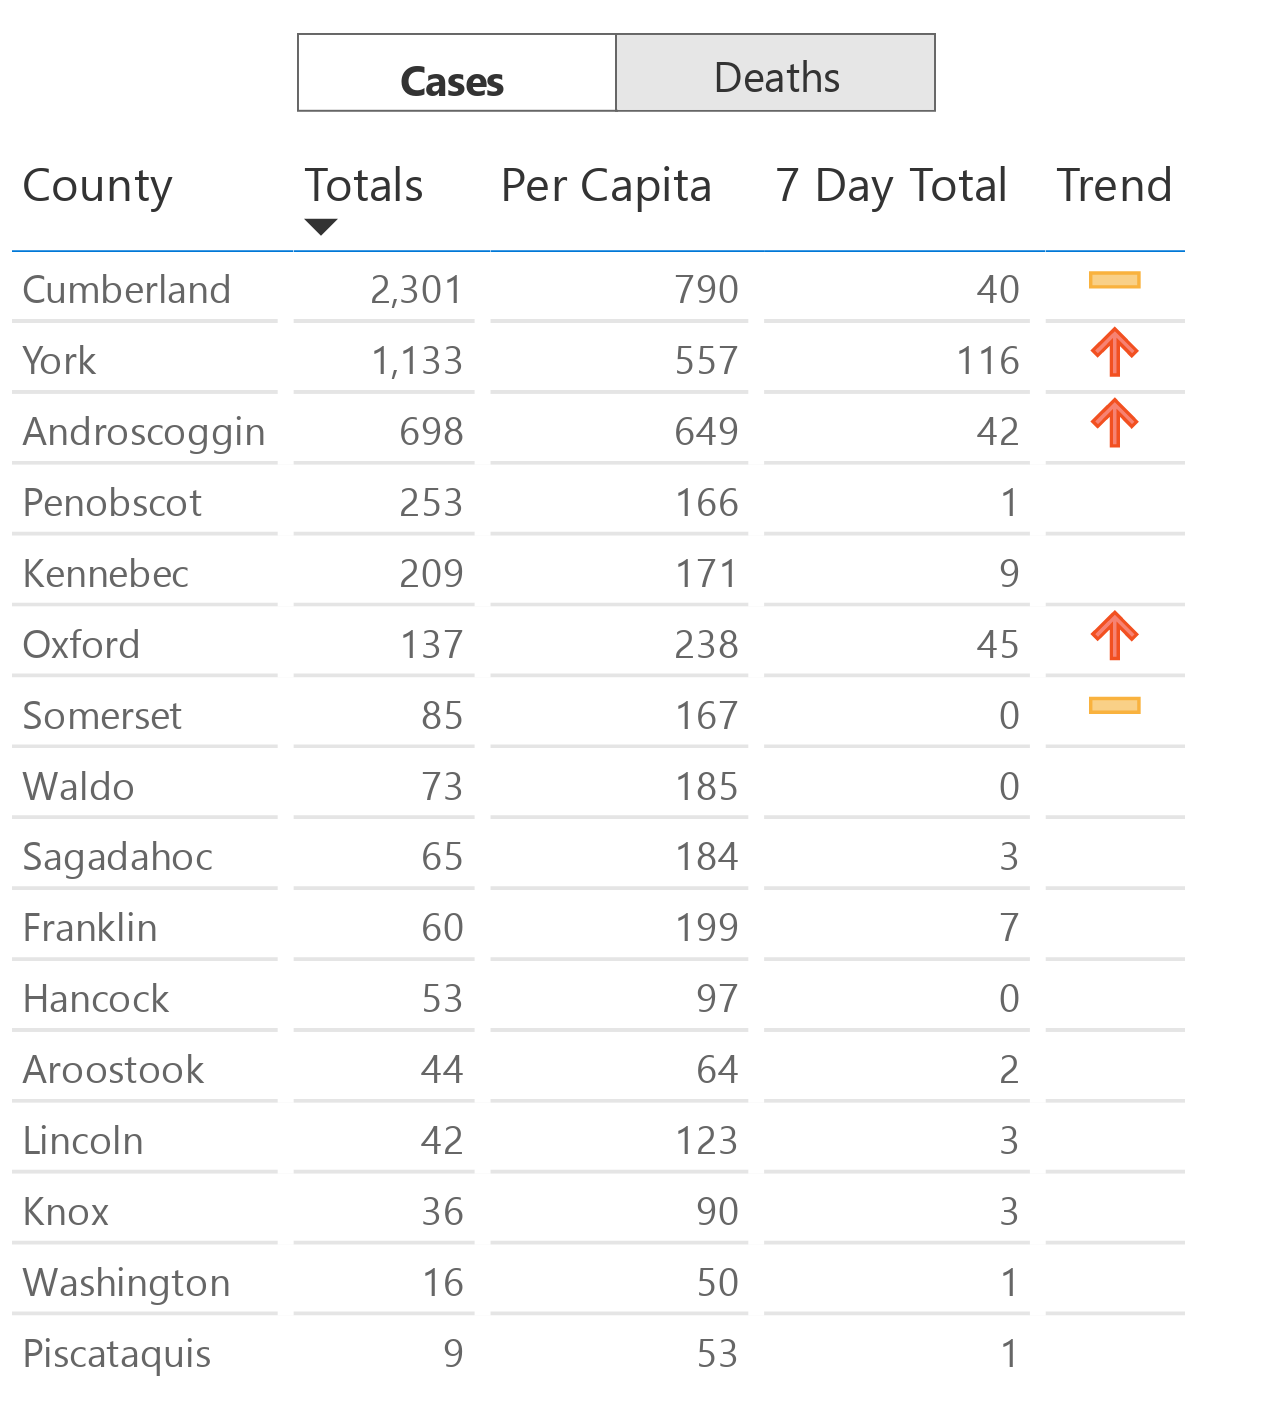 Cases Deaths
County Totals Per Capita 7 Day Total Trend
Cumberland 2,301 790 40
York 1,133 557 116
Androscoggin 698 649 42
Penobscot 253 166 1
Kennebec 209 171 9
Oxford 137 238 45
Somerset 85 167 0
Waldo 73 185 0
Sagadahoc 65 184 3
Franklin 60 199 7
Hancock 53 97 0
Aroostook 44 64 2
Lincoln 42 123 3
Knox 36 90 3
Washington 16 50 1
Piscataquis 9 53 1